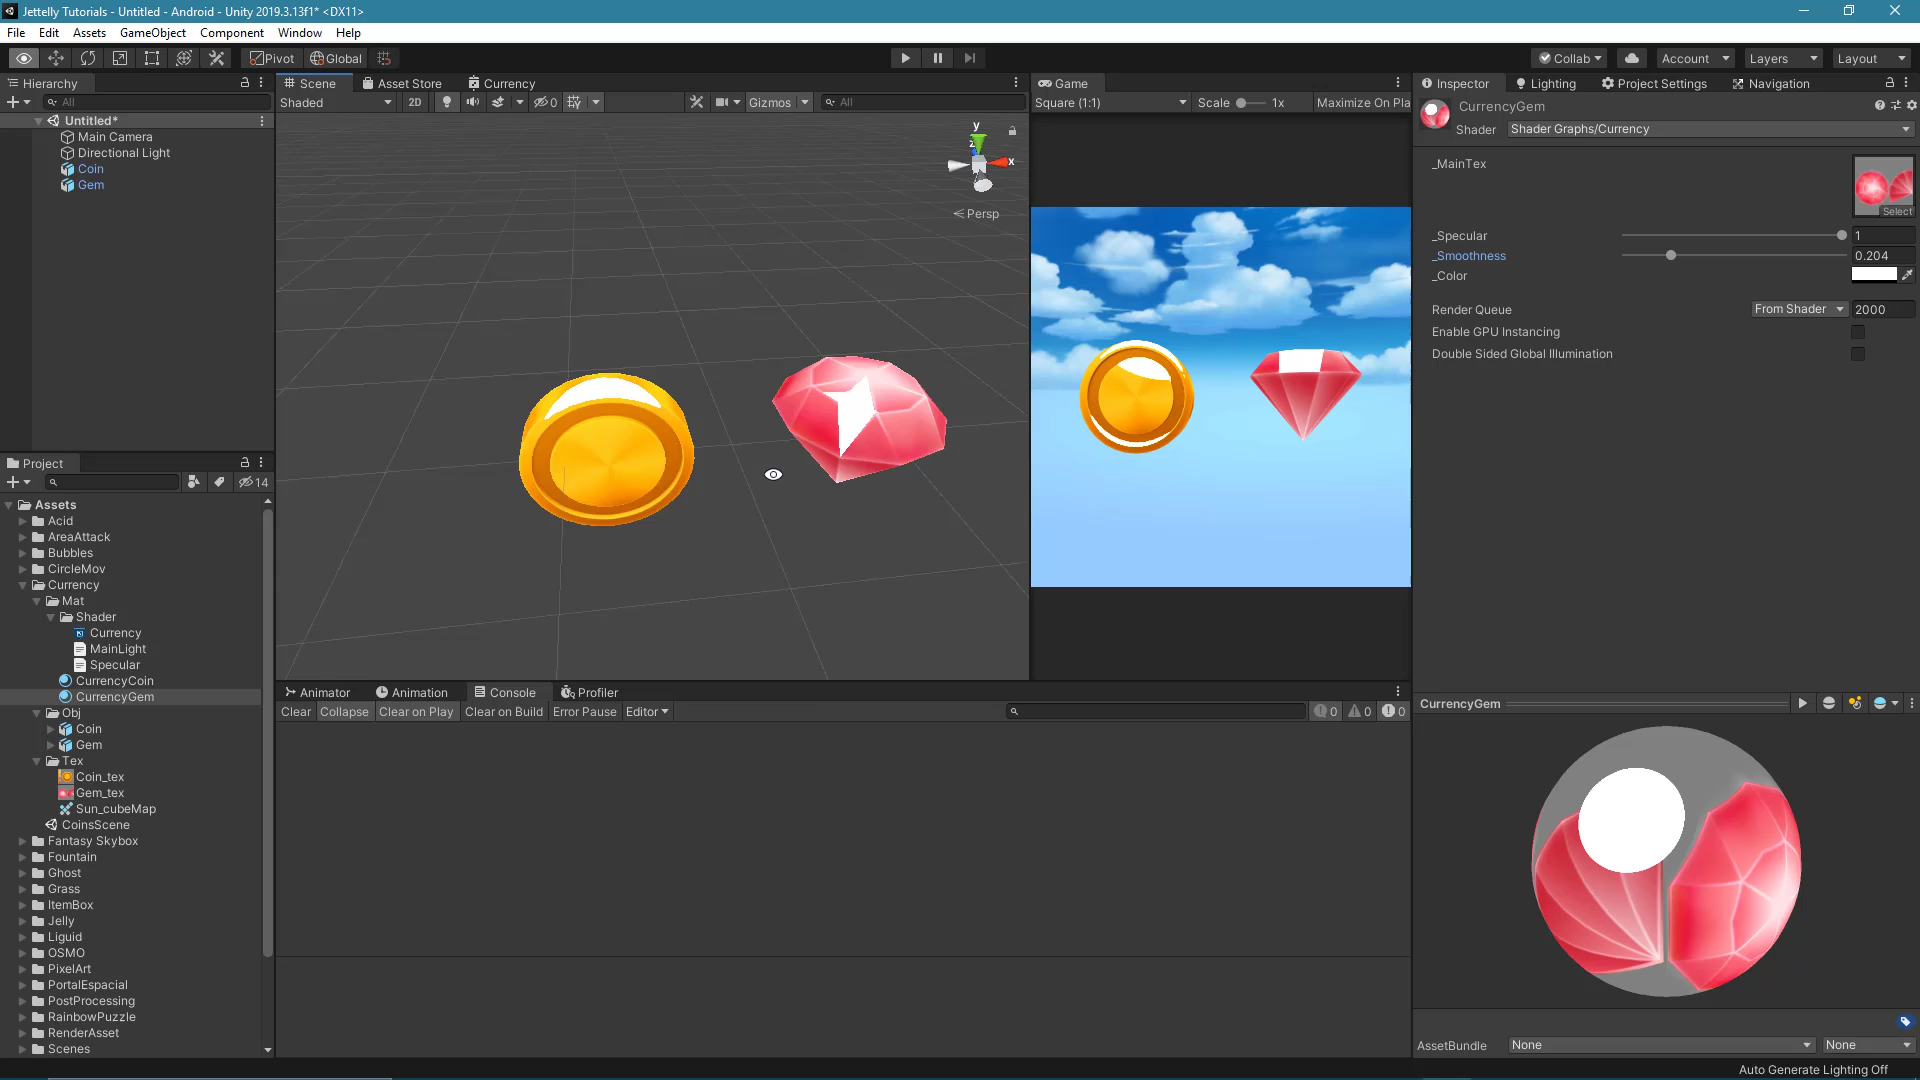 Jettelly Tutorials - Untitled - Android - Unity 2019.3.13f1* <DX11>
File Edit Assets GameObject Component Window Help
Pivot Global Collab Account Layers Layout
Hierarchy Scene Asset Store Currency Game Inspector Lighting Project Settings Navigation
All Shaded 2D 0 Gizmos All Square (1:1) Scale 1x Maximize On Pla
CurrencyGem
Shader Shader Graphs/Currency
Untitled*
Main Camera
Directional Light
Coin
Gem
y
z
x
Persp
_MainTex
Select
_Specular 1
_Smoothness 0.204
_Color
Render Queue From Shader 2000
Enable GPU Instancing
Double Sided Global Illumination
Project
14
Assets
Acid
AreaAttack
Bubbles
CircleMov
Currency
Mat
Shader
Currency
MainLight
Specular
CurrencyCoin
CurrencyGem
Obj
Coin
Gem
Tex
Coin_tex
Gem_tex
Sun_cubeMap
CoinsScene
Fantasy Skybox
Fountain
Ghost
Grass
ItemBox
Jelly
Liguid
OSMO
PixelArt
PortalEspacial
PostProcessing
RainbowPuzzle
RenderAsset
Scenes
Animator Animation Console Profiler
Clear Collapse Clear on Play Clear on Build Error Pause Editor 0 0 0
CurrencyGem
AssetBundle None None
Auto Generate Lighting Off